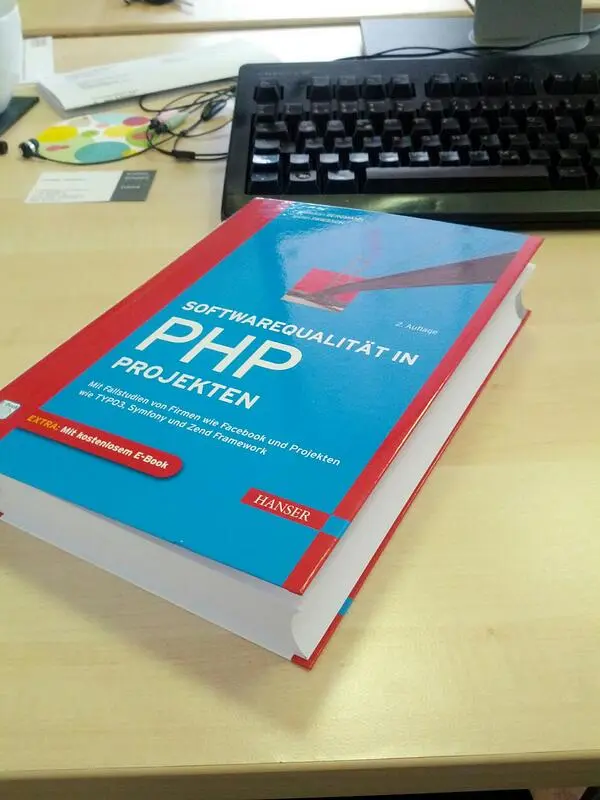 SOFTWAREQUALITÄT IN
PHP
PROJEKTEN
2. Auflage
Mit Fallstudien von Firmen wie Facebook und Projekten
wie TYPO3, Symfony und Zend Framework
EXTRA: Mit kostenlosem E-Book
HANSER